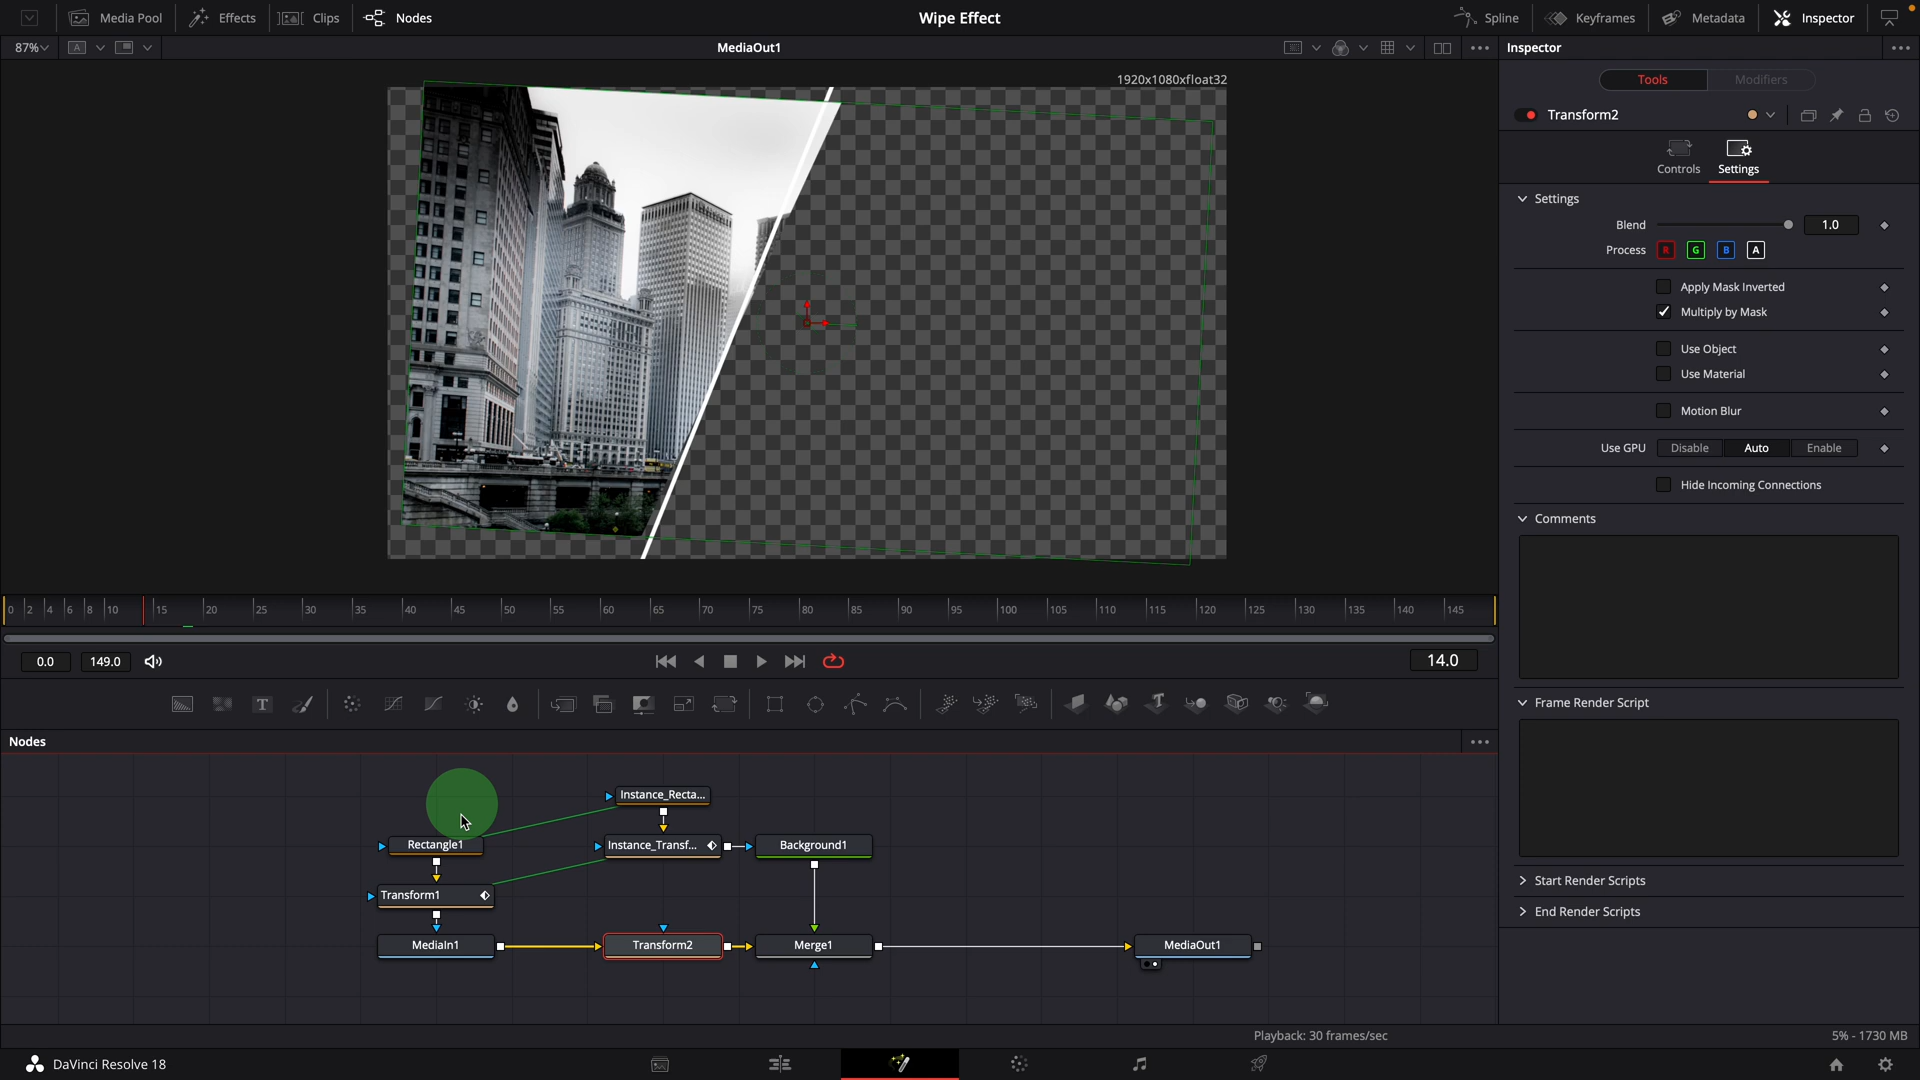 Media Pool
Effects
Clips
Nodes
Wipe Effect
Spline
Keyframes
Metadata
Inspector
87%
A
MediaOut1
Inspector
1920x1080xfloat32
Tools
Modifiers
Transform2
Controls
Settings
Settings
Blend
1.0
Process
R
G
B
A
Apply Mask Inverted
Multiply by Mask
Use Object
Use Material
Motion Blur
Use GPU
Disable
Auto
Enable
Hide Incoming Connections
Comments
Frame Render Script
Start Render Scripts
End Render Scripts
0 2 4 6 8 10 15 20 25 30 35 40 45 50 55 60 65 70 75 80 85 90 95 100 105 110 115 120 125 130 135 140 145
0.0
149.0
14.0
T
T
Nodes
Instance_Recta...
Rectangle1
Instance_Transf...
Background1
Transform1
MediaIn1
Transform2
Merge1
MediaOut1
Playback: 30 frames/sec
5% - 1730 MB
DaVinci Resolve 18